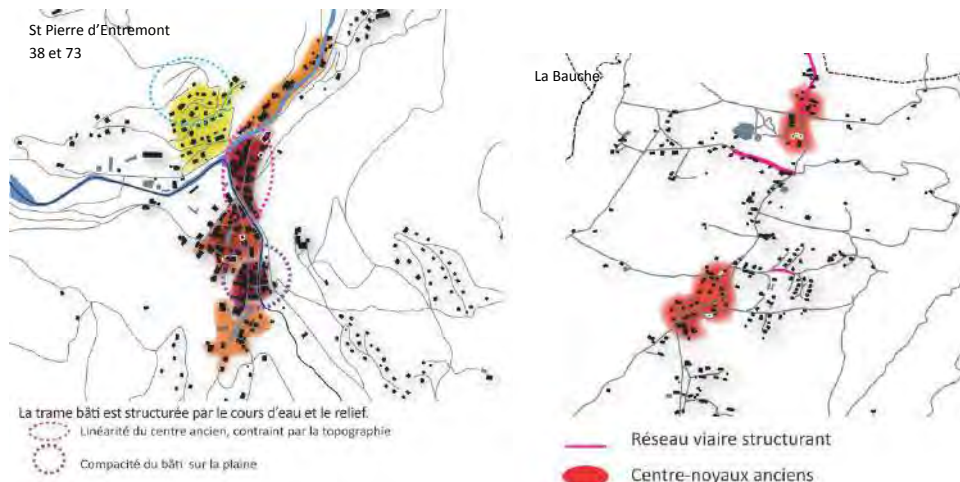 St Pierre d'Entremont
38 et 73
La trame bâti est structurée par le cours d'eau et le relief.
Linéarité du centre ancien, contraint par la topographie
Compacité du bâti sur la plaine
La Bauche
Réseau viaire structurant
Centre-noyaux anciens